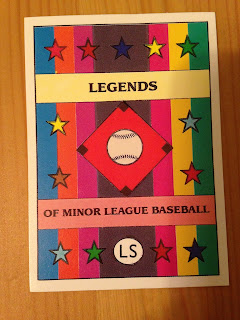 LEGENDS
OF MINOR LEAGUE BASEBALL
LS